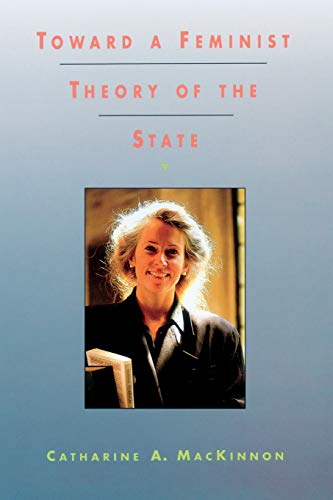 TOWARD A FEMINIST
THEORY OF THE
STATE
CATHARINE A. MACKINNON